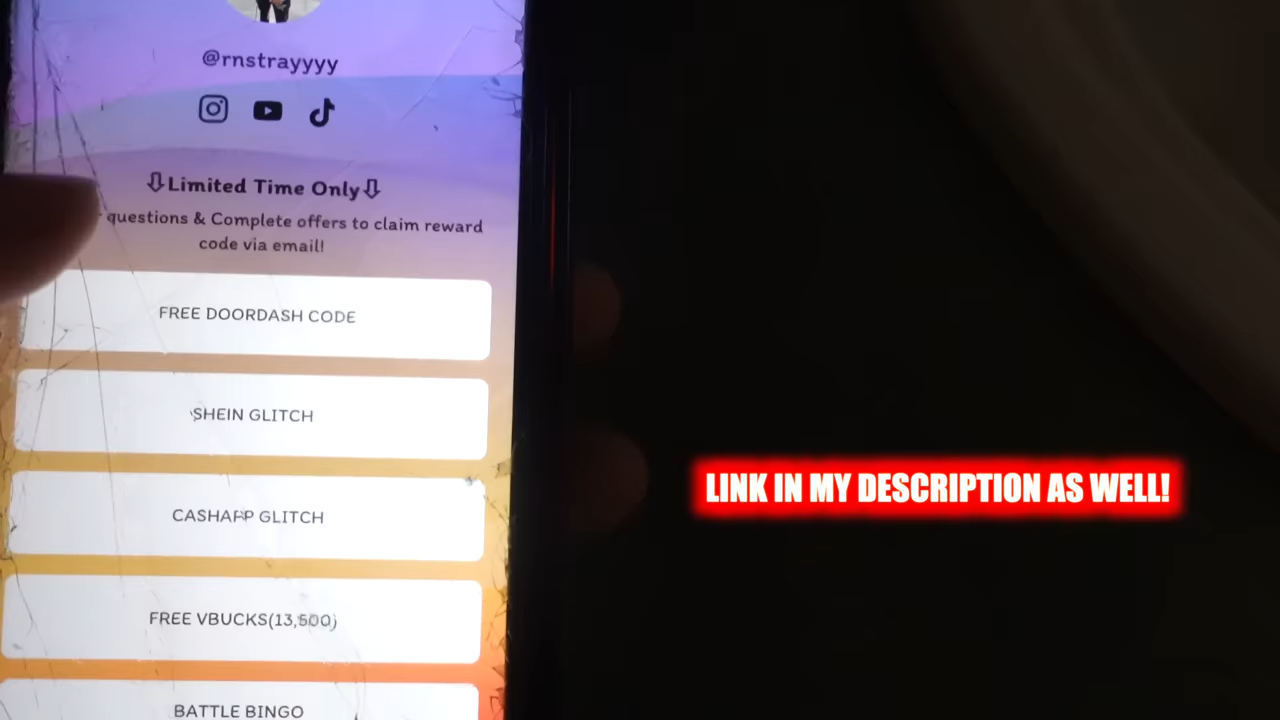 @rnstrayyyy
⇩Limited Time Only⇩
questions & Complete offers to claim reward
code via email!
FREE DOORDASH CODE
SHEIN GLITCH
CASHAPP GLITCH
FREE VBUCKS(13,500)
BATTLE BINGO
LINK IN MY DESCRIPTION AS WELL!